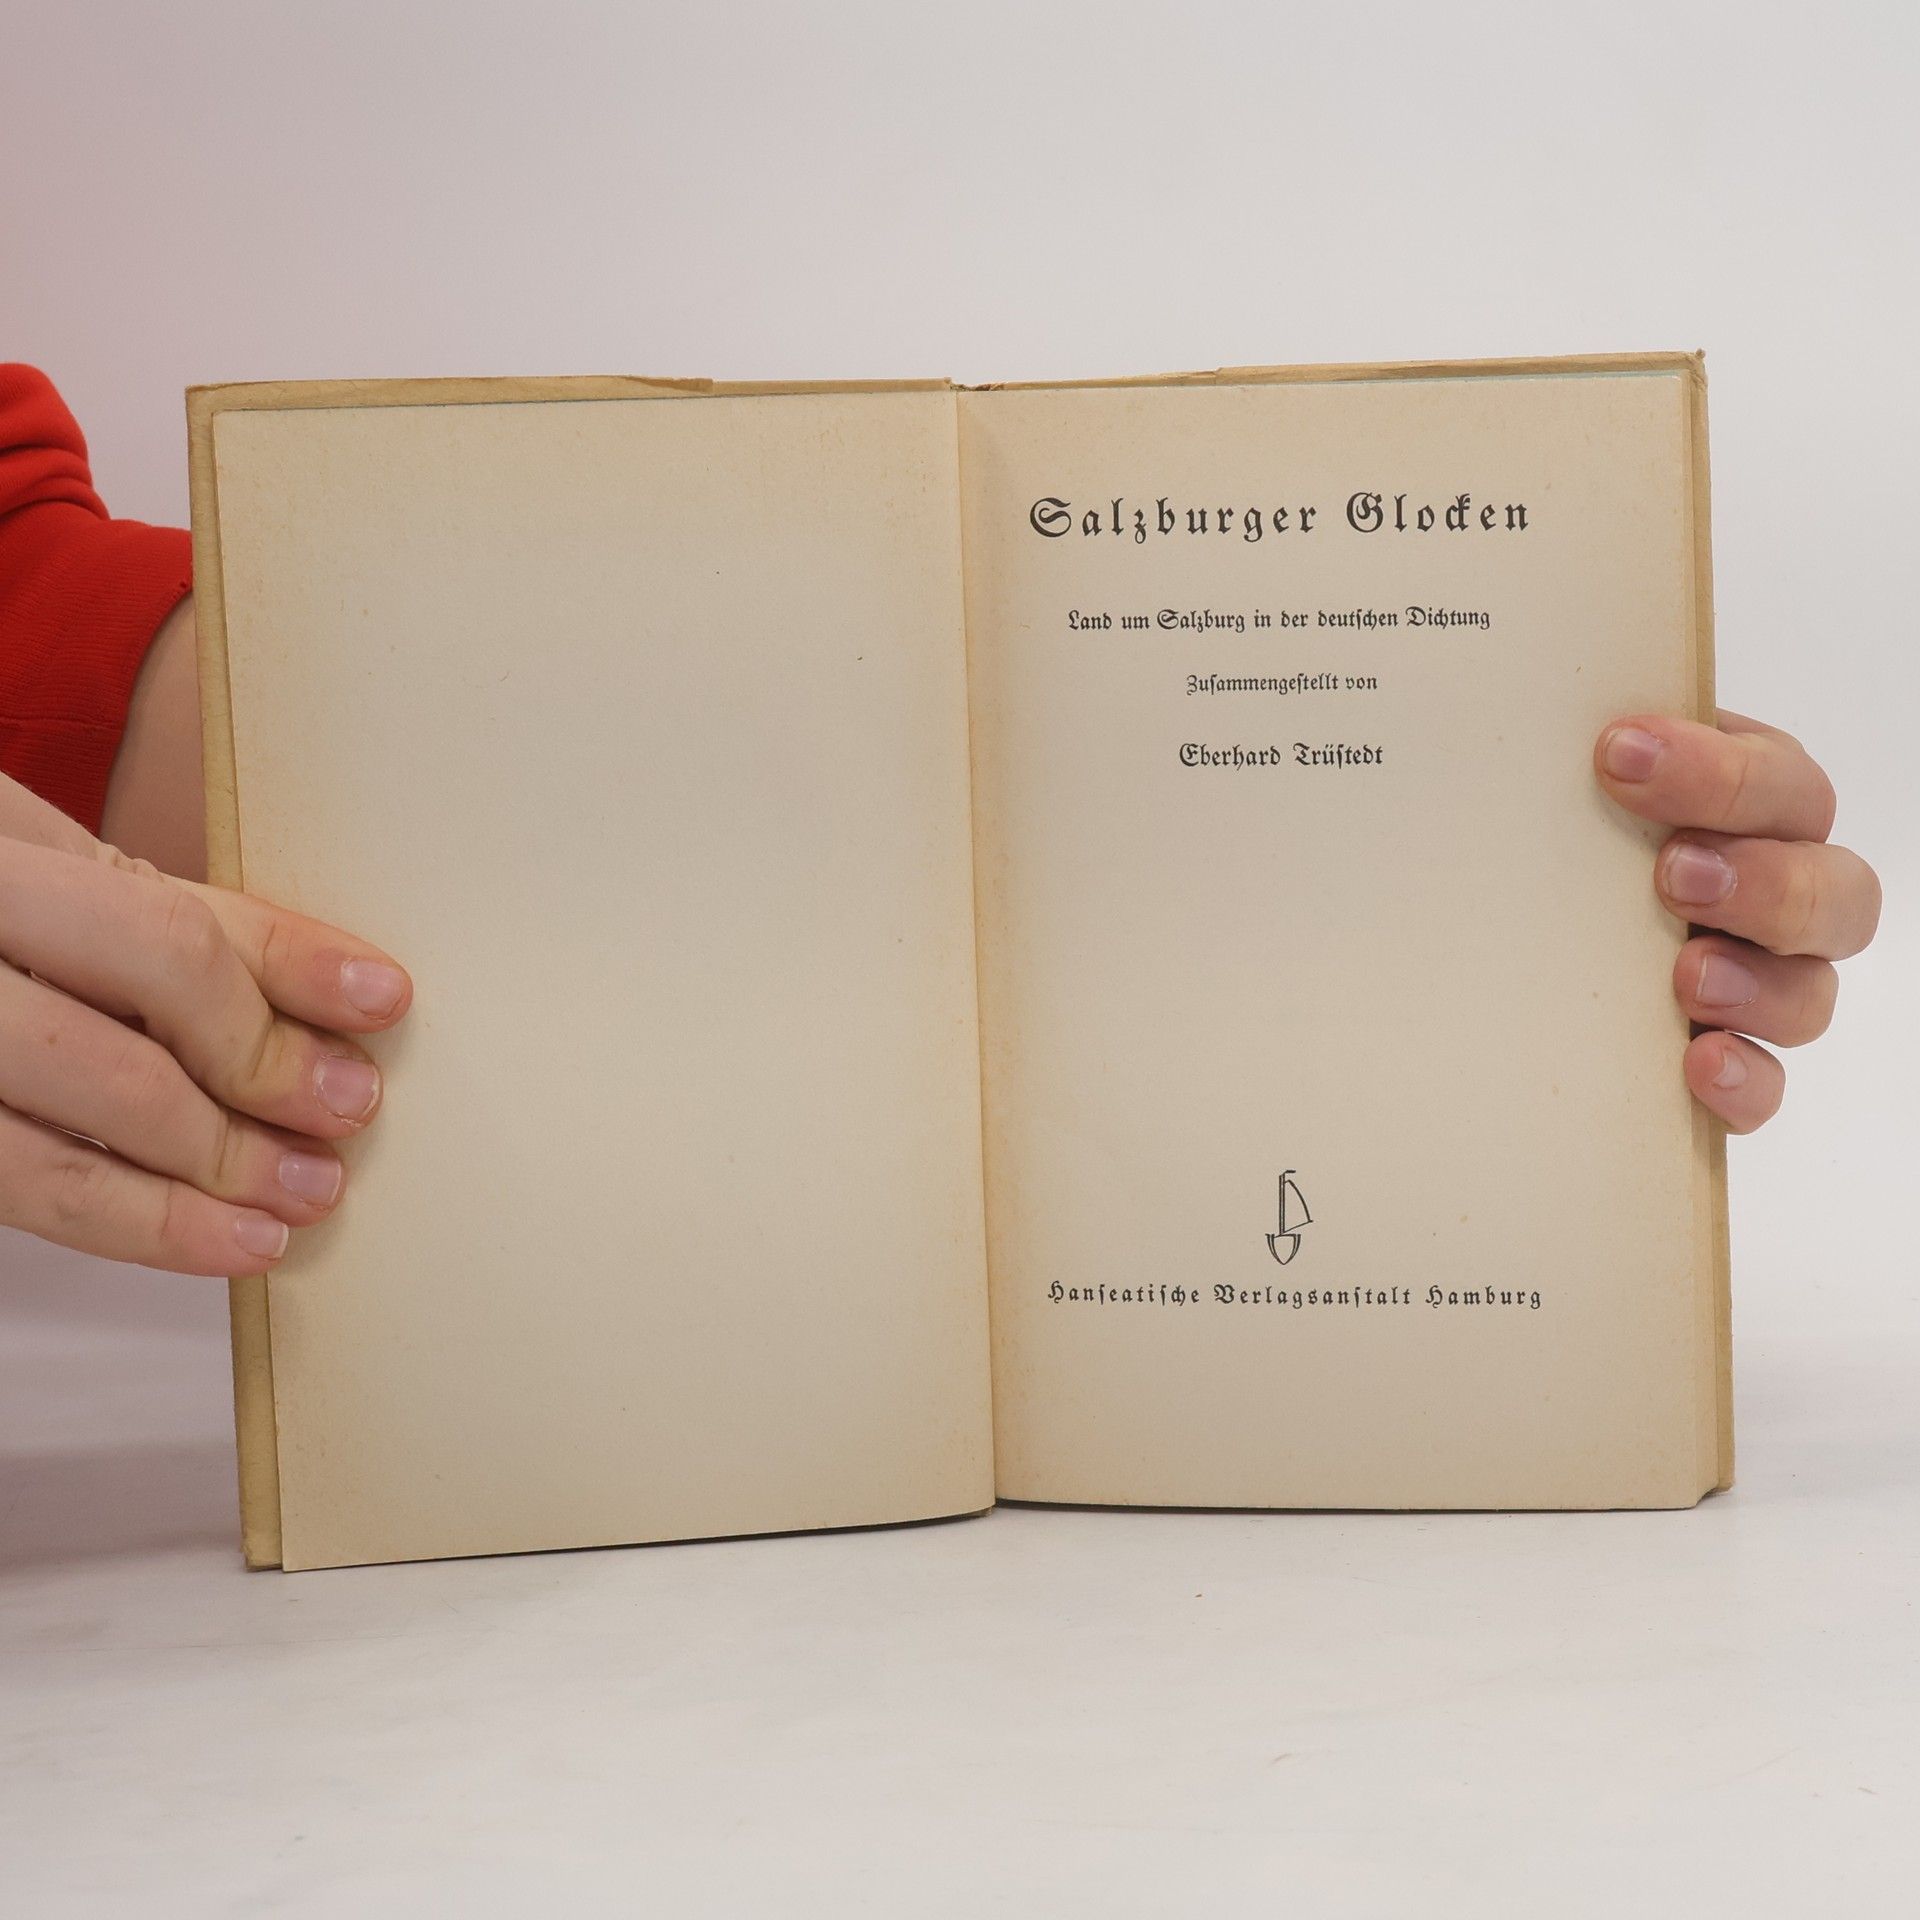 Salzburger Glocken
Land um Salzburg in der deutſchen Dichtung
Zuſammengeſtellt von
Eberhard Trüſtedt
Hanſeatiſche Verlagsanſtalt Hamburg